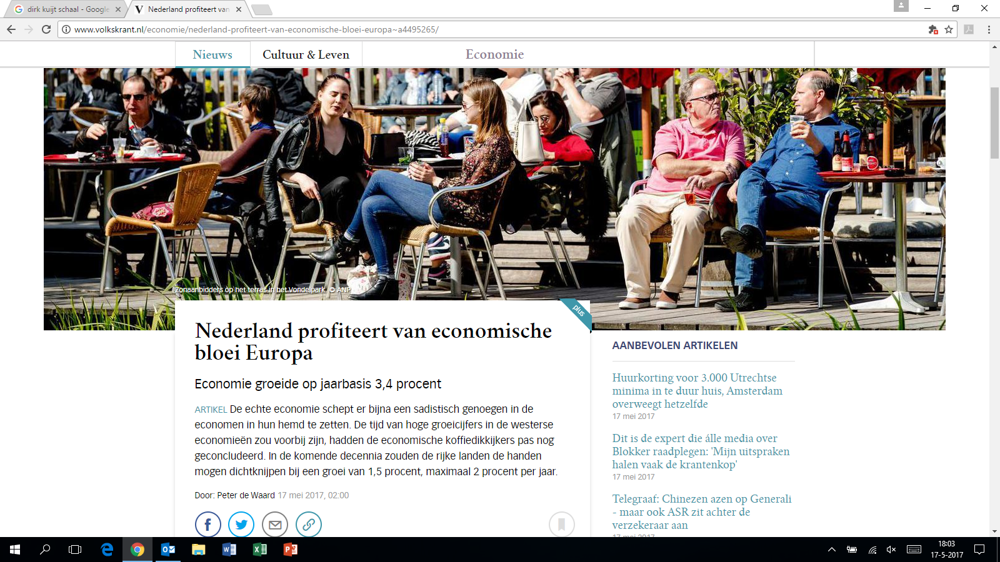 dirk kuijt schaal - Google
Nederland profiteert van
www.volkskrant.nl/economie/nederland-profiteert-van-economische-bloei-europa~a4495265/
Nieuws
Cultuur & Leven
Economie
Zonaanbidders op het terras in het Vondelpark. © ANP
plus
Nederland profiteert van economische
bloei Europa
Economie groeide op jaarbasis 3,4 procent
ARTIKEL De echte economie schept er bijna een sadistisch genoegen in de
economen in hun hemd te zetten. De tijd van hoge groeicijfers in de westerse
economieën zou voorbij zijn, hadden de economische koffiedikkijkers pas nog
geconcludeerd. In de komende decennia zouden de rijke landen de handen
mogen dichtknijpen bij een groei van 1,5 procent, maximaal 2 procent per jaar.
Door: Peter de Waard 17 mei 2017, 02:00
AANBEVOLEN ARTIKELEN
Huurkorting voor 3.000 Utrechtse
minima in te duur huis, Amsterdam
overweegt hetzelfde
17 mei 2017
Dit is de expert die álle media over
Blokker raadplegen: 'Mijn uitspraken
halen vaak de krantenkop'
17 mei 2017
Telegraaf: Chinezen azen op Generali
- maar ook ASR zit achter de
verzekeraar aan
17 mei 2017
18:03
17-5-2017